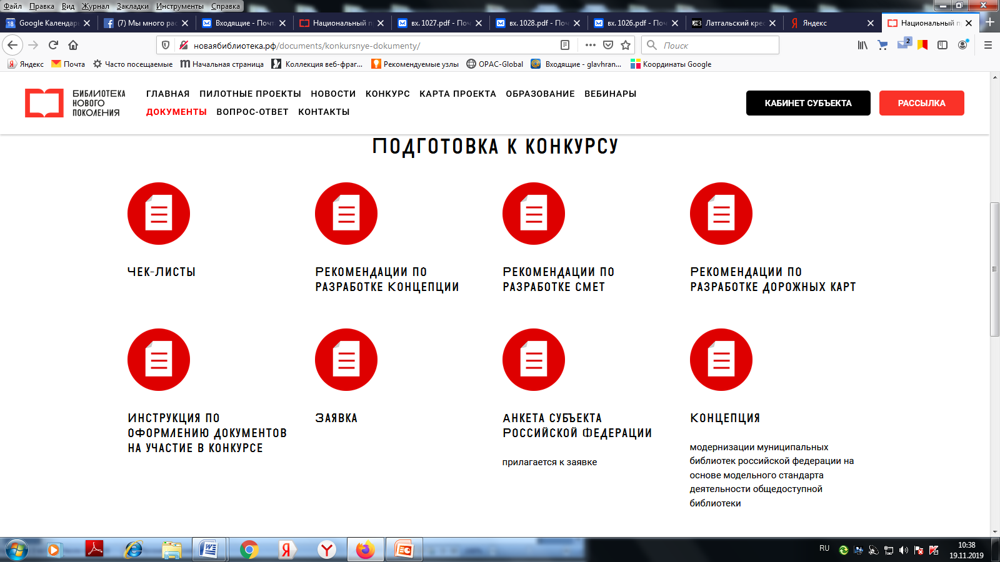 Файл Правка Вид Журнал Закладки Инструменты Справка
18 Google Календарь
(7) Мы много рас
Входящие - Почт
Национальный п
вх. 1027.pdf - Поч
вх. 1028.pdf - Поч
вх. 1026.pdf - Поч
Латгальский крес
Яндекс
Национальный п
новаябиблиотека.рф/documents/konkursnye-dokumenty/
Поиск
2
Яндекс Почта Часто посещаемые Начальная страница Коллекция веб-фраг... Рекомендуемые узлы OPAC-Global Входящие - glavhran... Координаты Google
БИБЛИОТЕКА
НОВОГО
ПОКОЛЕНИЯ
ГЛАВНАЯ ПИЛОТНЫЕ ПРОЕКТЫ НОВОСТИ КОНКУРС КАРТА ПРОЕКТА ОБРАЗОВАНИЕ ВЕБИНАРЫ
ДОКУМЕНТЫ ВОПРОС-ОТВЕТ КОНТАКТЫ
КАБИНЕТ СУБЪЕКТА
РАССЫЛКА
ПОДГОТОВКА К КОНКУРСУ
ЧЕК-ЛИСТЫ
РЕКОМЕНДАЦИИ ПО
РАЗРАБОТКЕ КОНЦЕПЦИИ
РЕКОМЕНДАЦИИ ПО
РАЗРАБОТКЕ СМЕТ
РЕКОМЕНДАЦИИ ПО
РАЗРАБОТКЕ ДОРОЖНЫХ КАРТ
ИНСТРУКЦИЯ ПО
ОФОРМЛЕНИЮ ДОКУМЕНТОВ
НА УЧАСТИЕ В КОНКУРСЕ
ЗАЯВКА
АНКЕТА СУБЪЕКТА
РОССИЙСКОЙ ФЕДЕРАЦИИ
прилагается к заявке
КОНЦЕПЦИЯ
модернизации муниципальных
библиотек российской федерации на
основе модельного стандарта
деятельности общедоступной
библиотеки
RU
10:38
19.11.2019